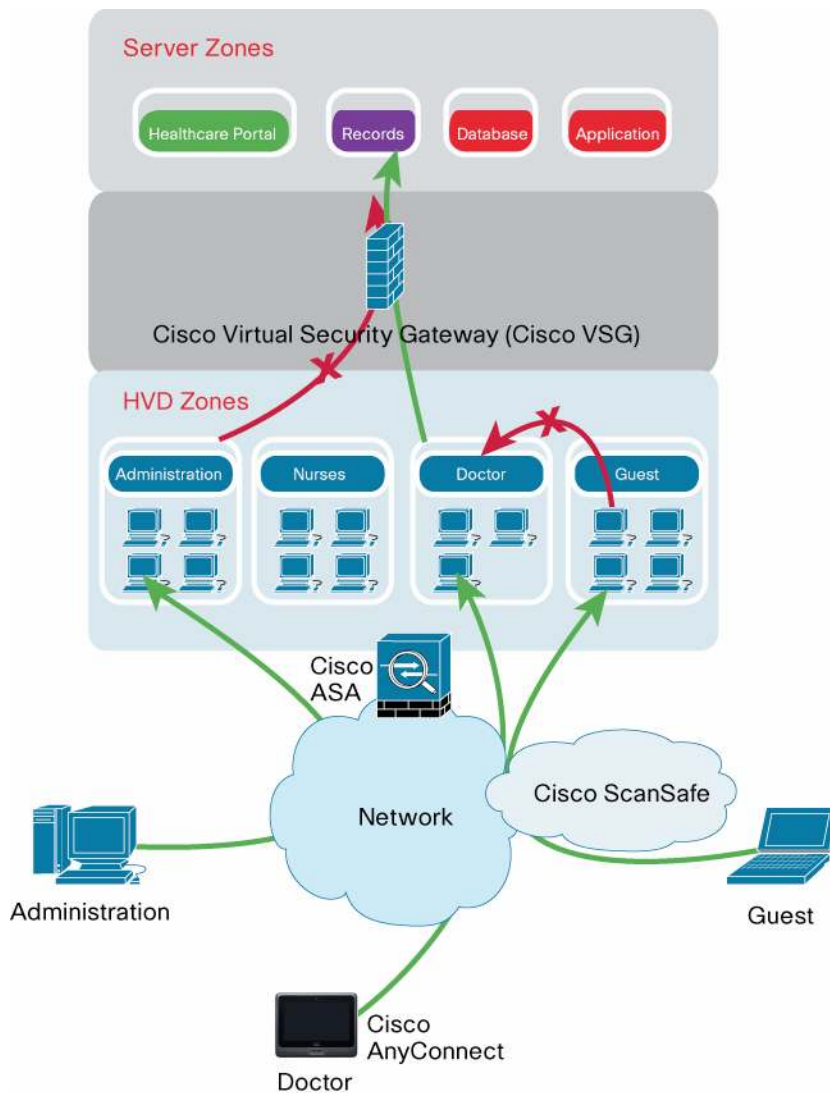 Server Zones
Healthcare Portal
Records
Database
Application
Cisco Virtual Security Gateway (Cisco VSG)
HVD Zones
Administration
Nurses
Doctor
Guest
? ? ? ? ? ? ? ?
? ? ? ? ? ? ?
Cisco
ASA
Network
Cisco ScanSafe
Administration
Guest
Cisco
AnyConnect
Doctor